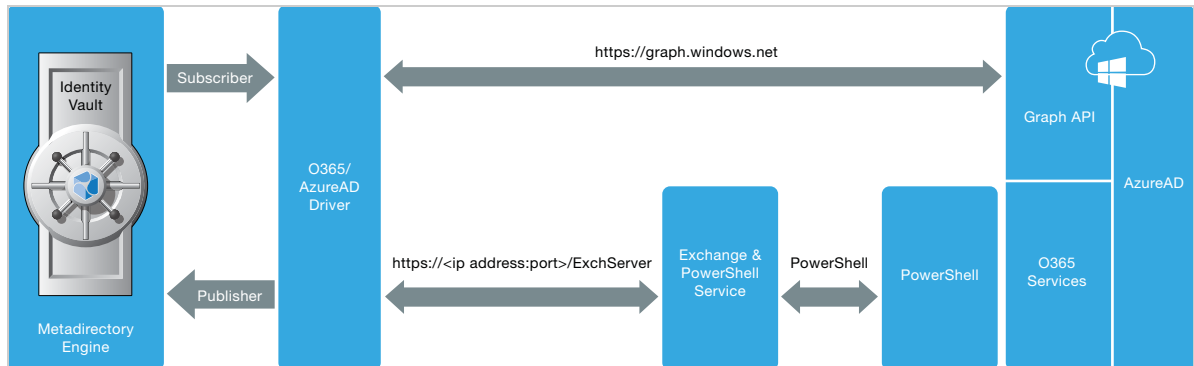 Identity
Vault
Metadirectory
Engine
Subscriber
Publisher
O365/
AzureAD
Driver
https://graph.windows.net
https://<ip address:port>/ExchServer
Exchange &
PowerShell
Service
PowerShell
PowerShell
Graph API
O365
Services
AzureAD